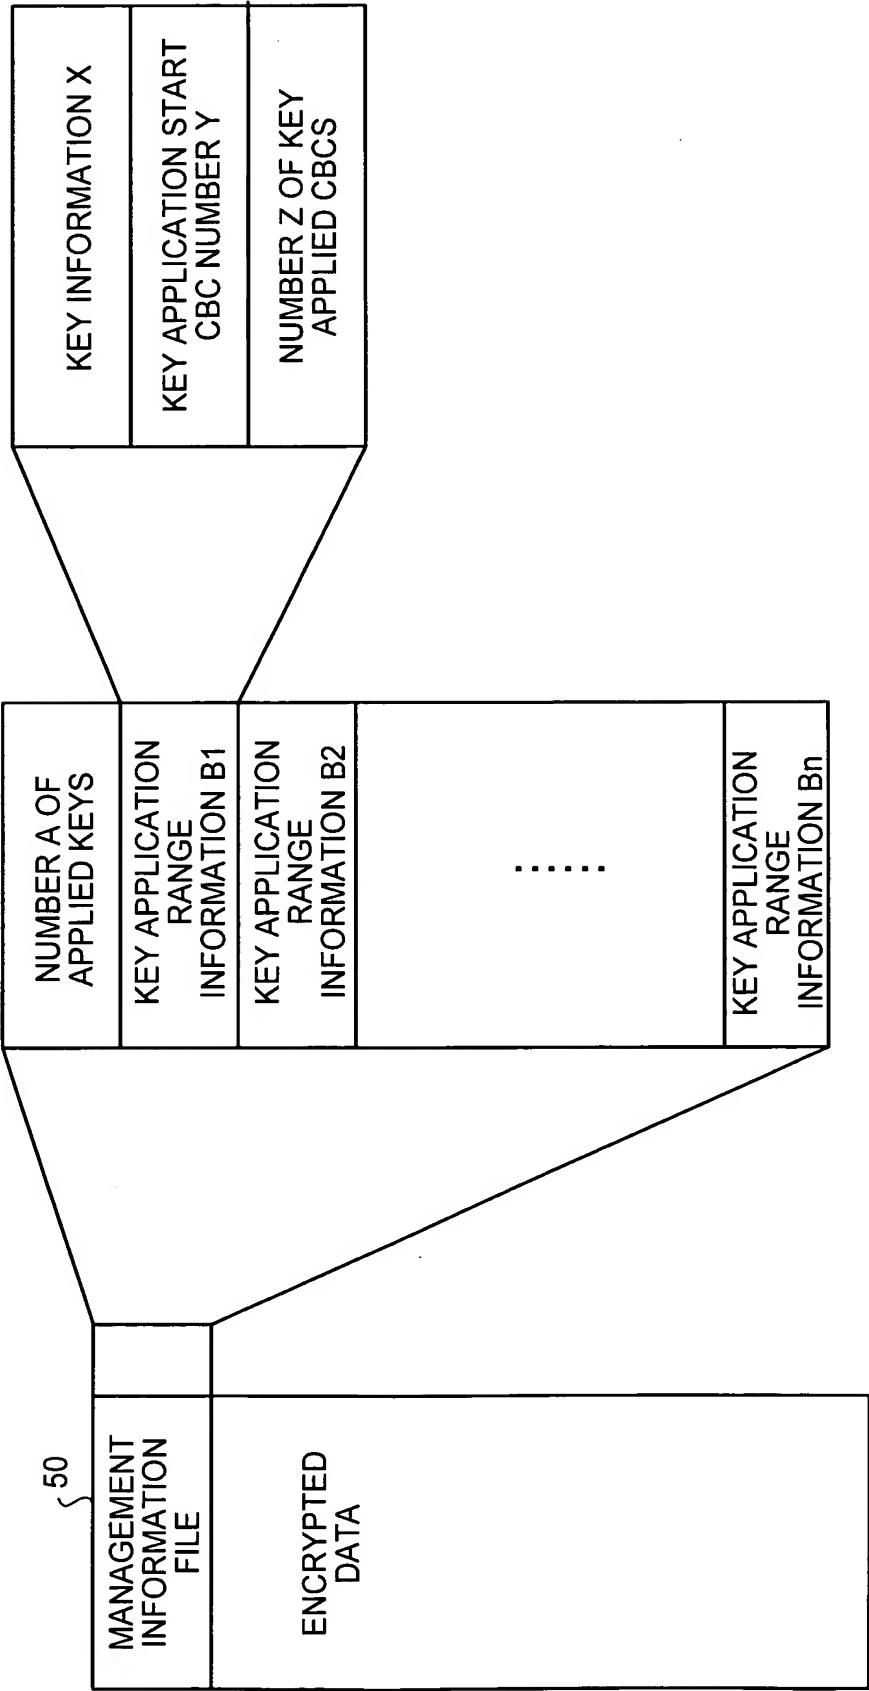 50
MANAGEMENT
INFORMATION
FILE
ENCRYPTED
DATA
NUMBER A OF
APPLIED KEYS
KEY APPLICATION
RANGE
INFORMATION B1
KEY APPLICATION
RANGE
INFORMATION B2
......
KEY APPLICATION
RANGE
INFORMATION Bn
KEY INFORMATION X
KEY APPLICATION START
CBC NUMBER Y
NUMBER Z OF KEY
APPLIED CBCS